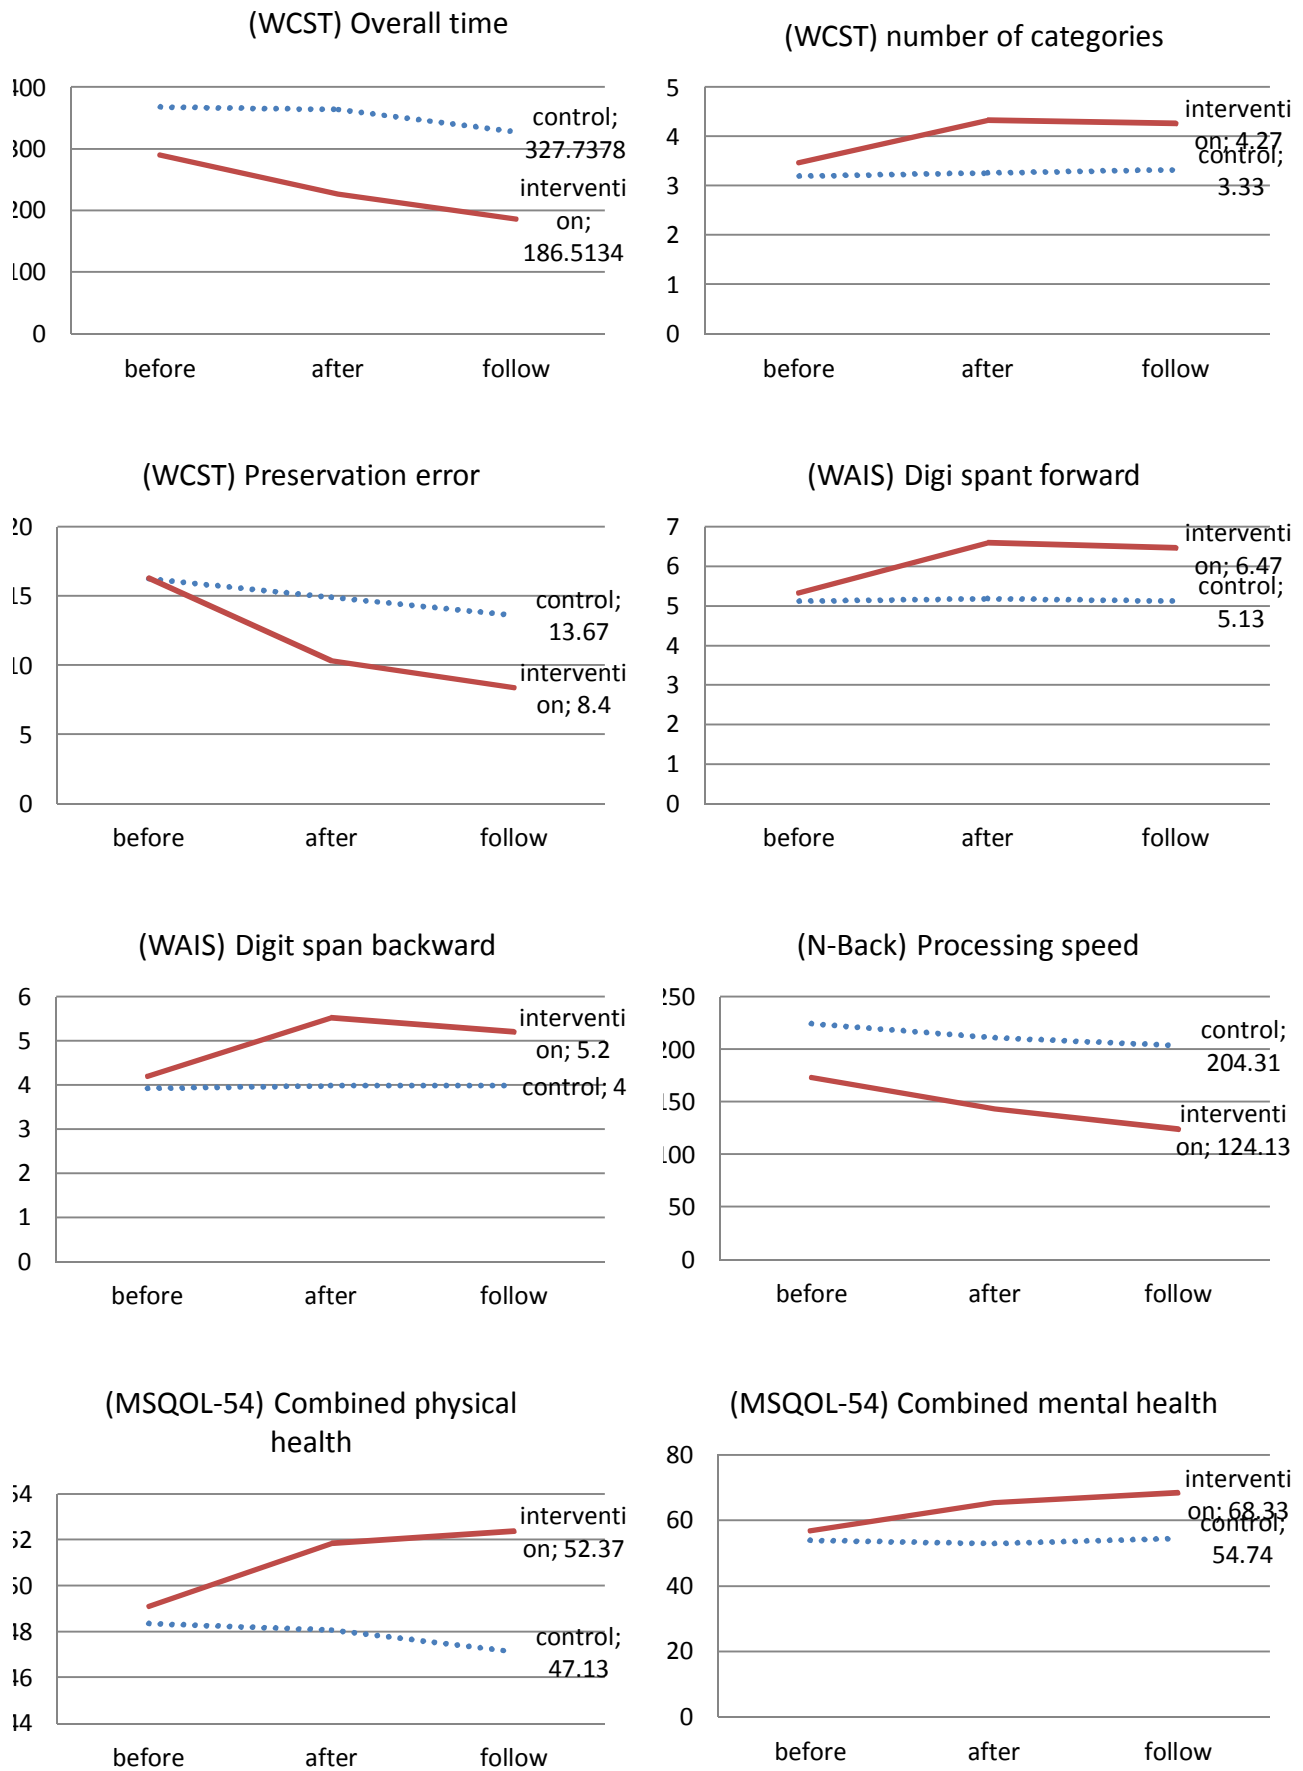 (WCST) Overall time
400
300
200
100
0
control;
327.7378
interventi
on;
186.5134
before after follow
(WCST) number of categories
5
4
3
2
1
0
interventi
on; 4.27
control;
3.33
before after follow
(WCST) Preservation error
20
15
10
5
0
control;
13.67
interventi
on; 8.4
before after follow
(WAIS) Digi spant forward
7
6
5
4
3
2
1
0
interventi
on; 6.47
control;
5.13
before after follow
(WAIS) Digit span backward
6
5
4
3
2
1
0
interventi
on; 5.2
control; 4
before after follow
(N-Back) Processing speed
250
200
150
100
50
0
control;
204.31
interventi
on; 124.13
before after follow
(MSQOL-54) Combined physical
health
54
52
50
48
46
44
interventi
on; 52.37
control;
47.13
before after follow
(MSQOL-54) Combined mental health
80
60
40
20
0
interventi
on; 68.33
control;
54.74
before after follow